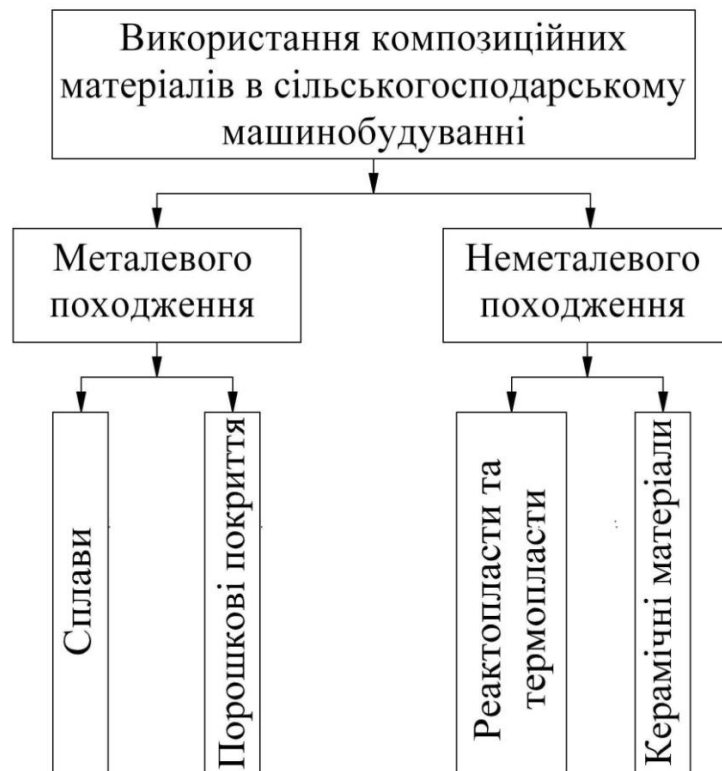 Використання композиційних
матеріалів в сільськогосподарському
машинобудуванні
Металевого
походження
Неметалевого
походження
Сплави
Порошкові покриття
Реактопласти та
термопласти
Керамічні матеріали